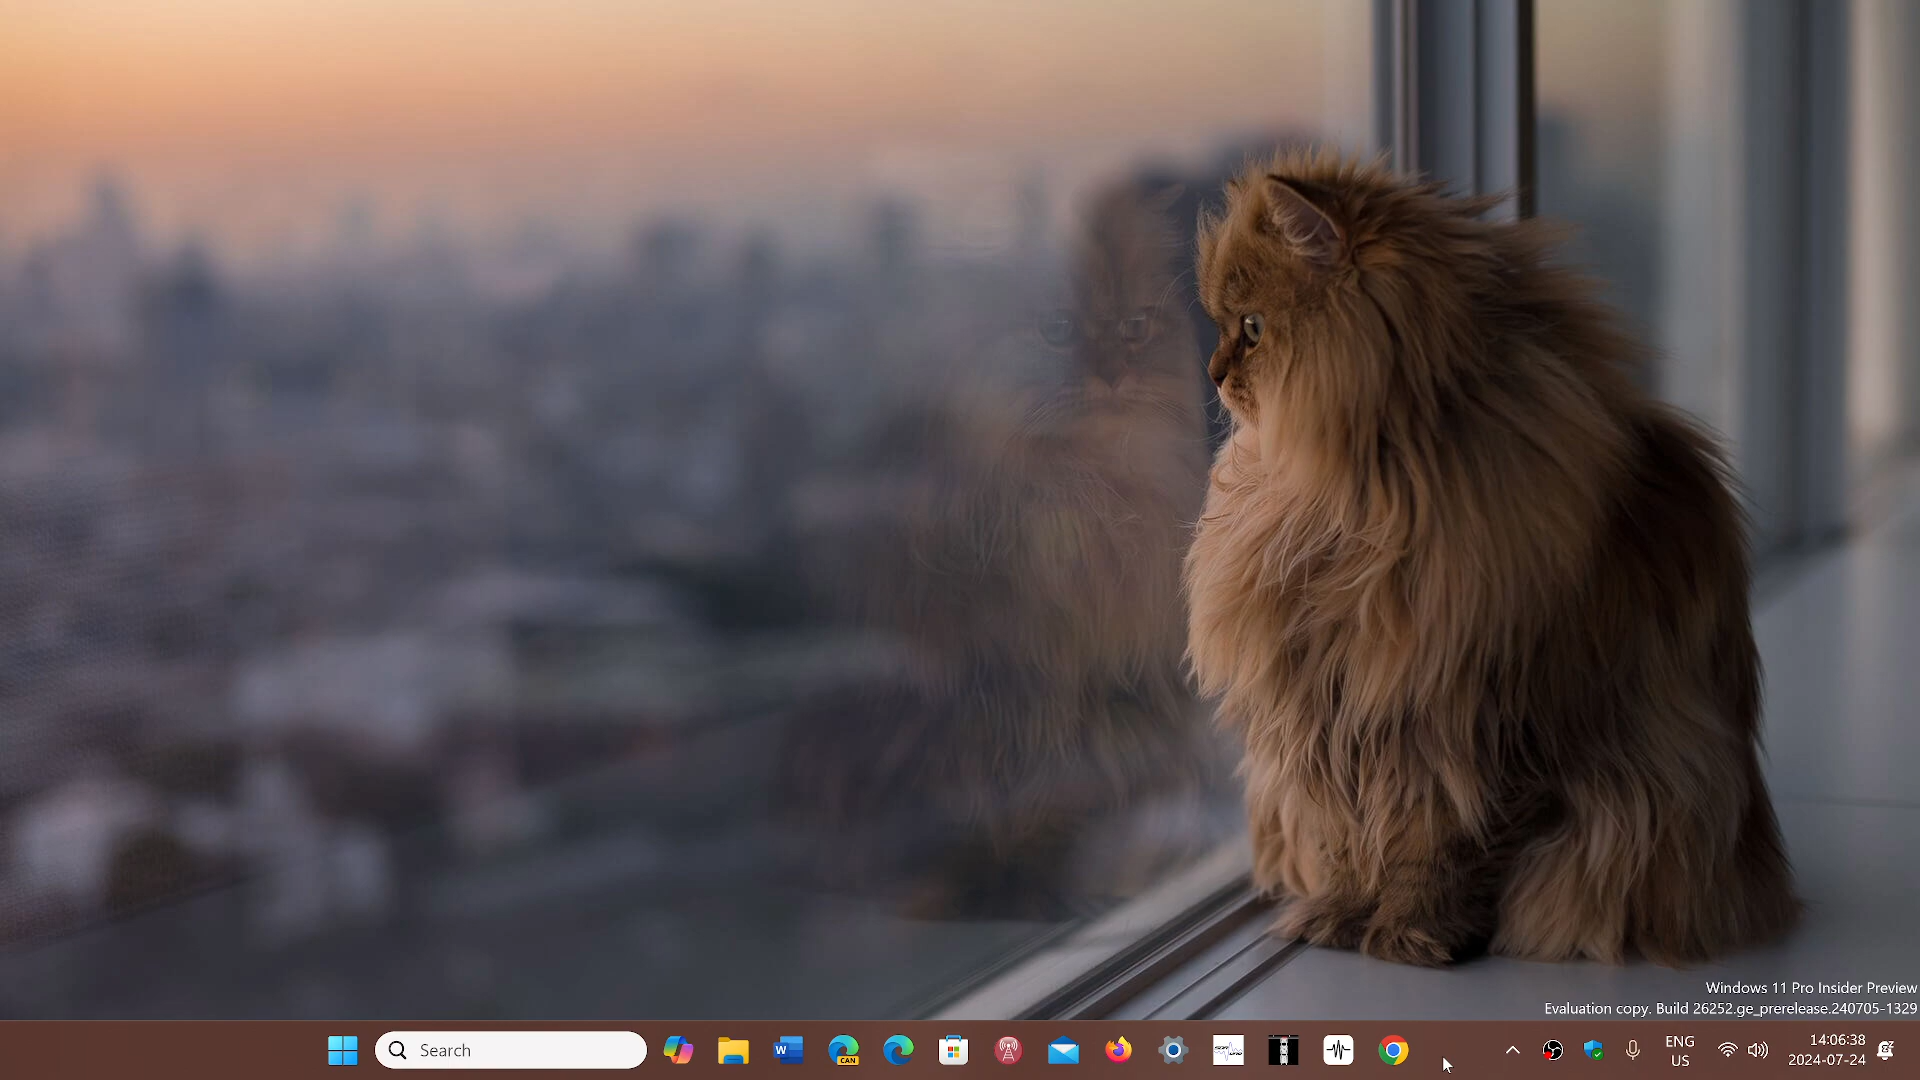 Windows 11 Pro Insider Preview
Evaluation copy. Build 26252.ge_prerelease.240705-1329
Search
W
CAN
ENG
US
14:06:38
2024-07-24